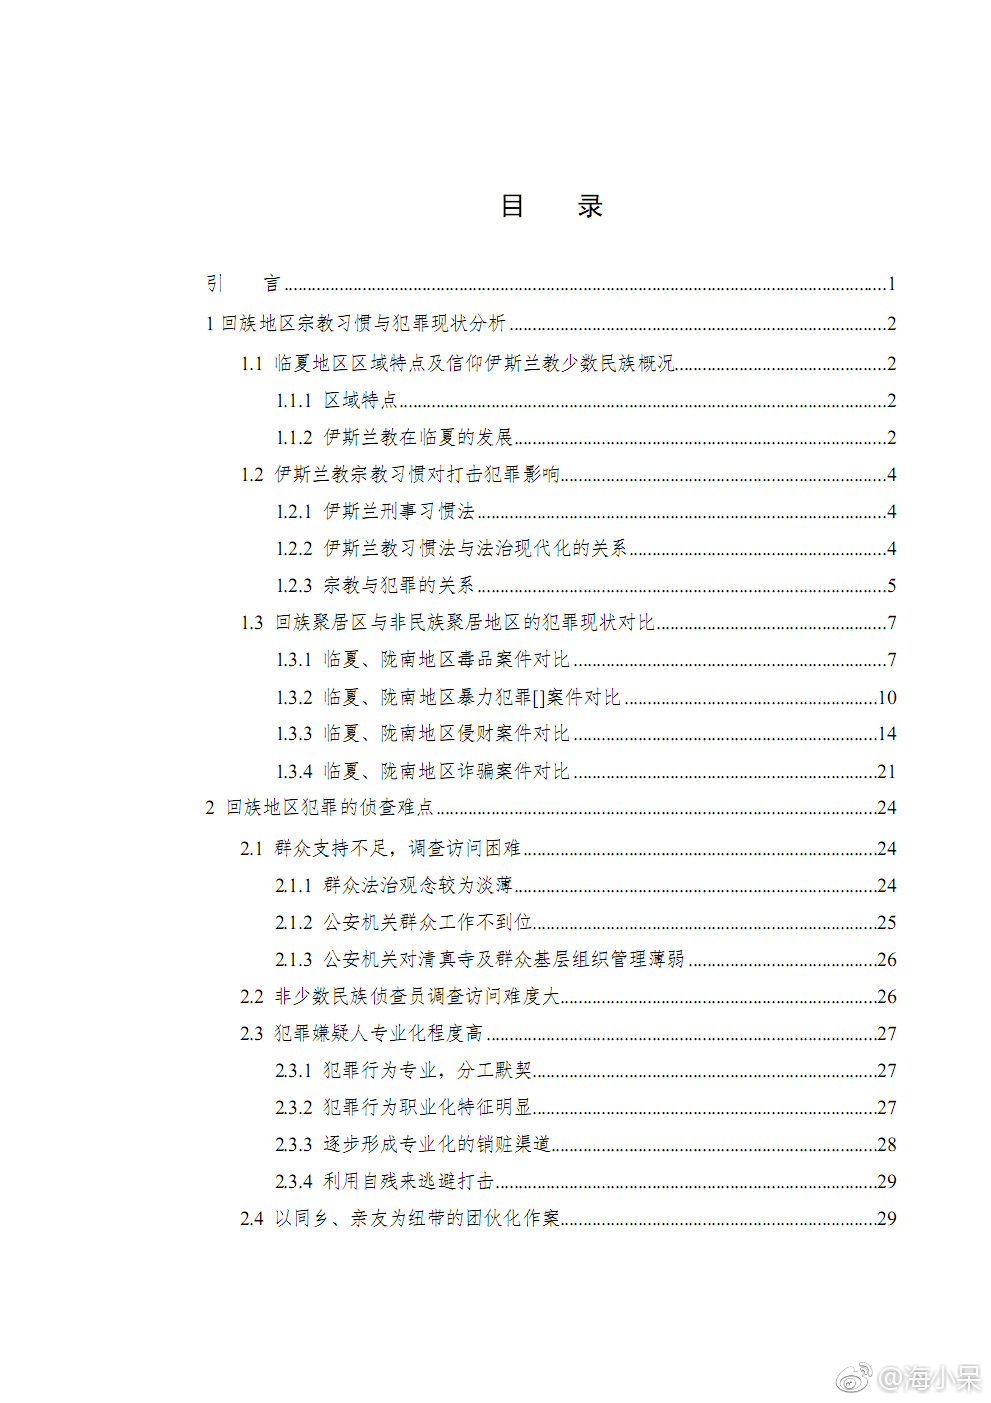 目 录
引 言........................................1
1 回族地区宗教习惯与犯罪现状分析........................................2
1.1 临夏地区区域特点及信仰伊斯兰教少数民族概况........................................2
1.1.1 区域特点........................................2
1.1.2 伊斯兰教在临夏的发展........................................2
1.2 伊斯兰教宗教习惯对打击犯罪影响........................................4
1.2.1 伊斯兰刑事习惯法........................................4
1.2.2 伊斯兰教习惯法与法治现代化的关系........................................4
1.2.3 宗教与犯罪的关系........................................5
1.3 回族聚居区与非民族聚居地区的犯罪现状对比........................................7
1.3.1 临夏、陇南地区毒品案件对比........................................7
1.3.2 临夏、陇南地区暴力犯罪[]案件对比........................................10
1.3.3 临夏、陇南地区侵财案件对比........................................14
1.3.4 临夏、陇南地区诈骗案件对比........................................21
2 回族地区犯罪的侦查难点........................................24
2.1 群众支持不足，调查访问困难........................................24
2.1.1 群众法治观念较为淡薄........................................24
2.1.2 公安机关群众工作不到位........................................25
2.1.3 公安机关对清真寺及群众基层组织管理薄弱........................................26
2.2 非少数民族侦查员调查访问难度大........................................26
2.3 犯罪嫌疑人专业化程度高........................................27
2.3.1 犯罪行为专业，分工默契........................................27
2.3.2 犯罪行为职业化特征明显........................................27
2.3.3 逐步形成专业化的销赃渠道........................................28
2.3.4 利用自残来逃避打击........................................29
2.4 以同乡、亲友为纽带的团伙化作案........................................29
@海小呆